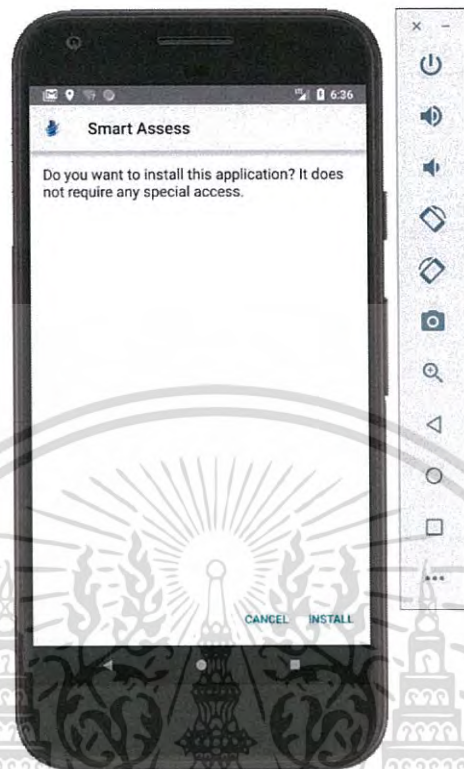 6:36
Smart Assess
Do you want to install this application? It does
not require any special access.
CANCEL INSTALL